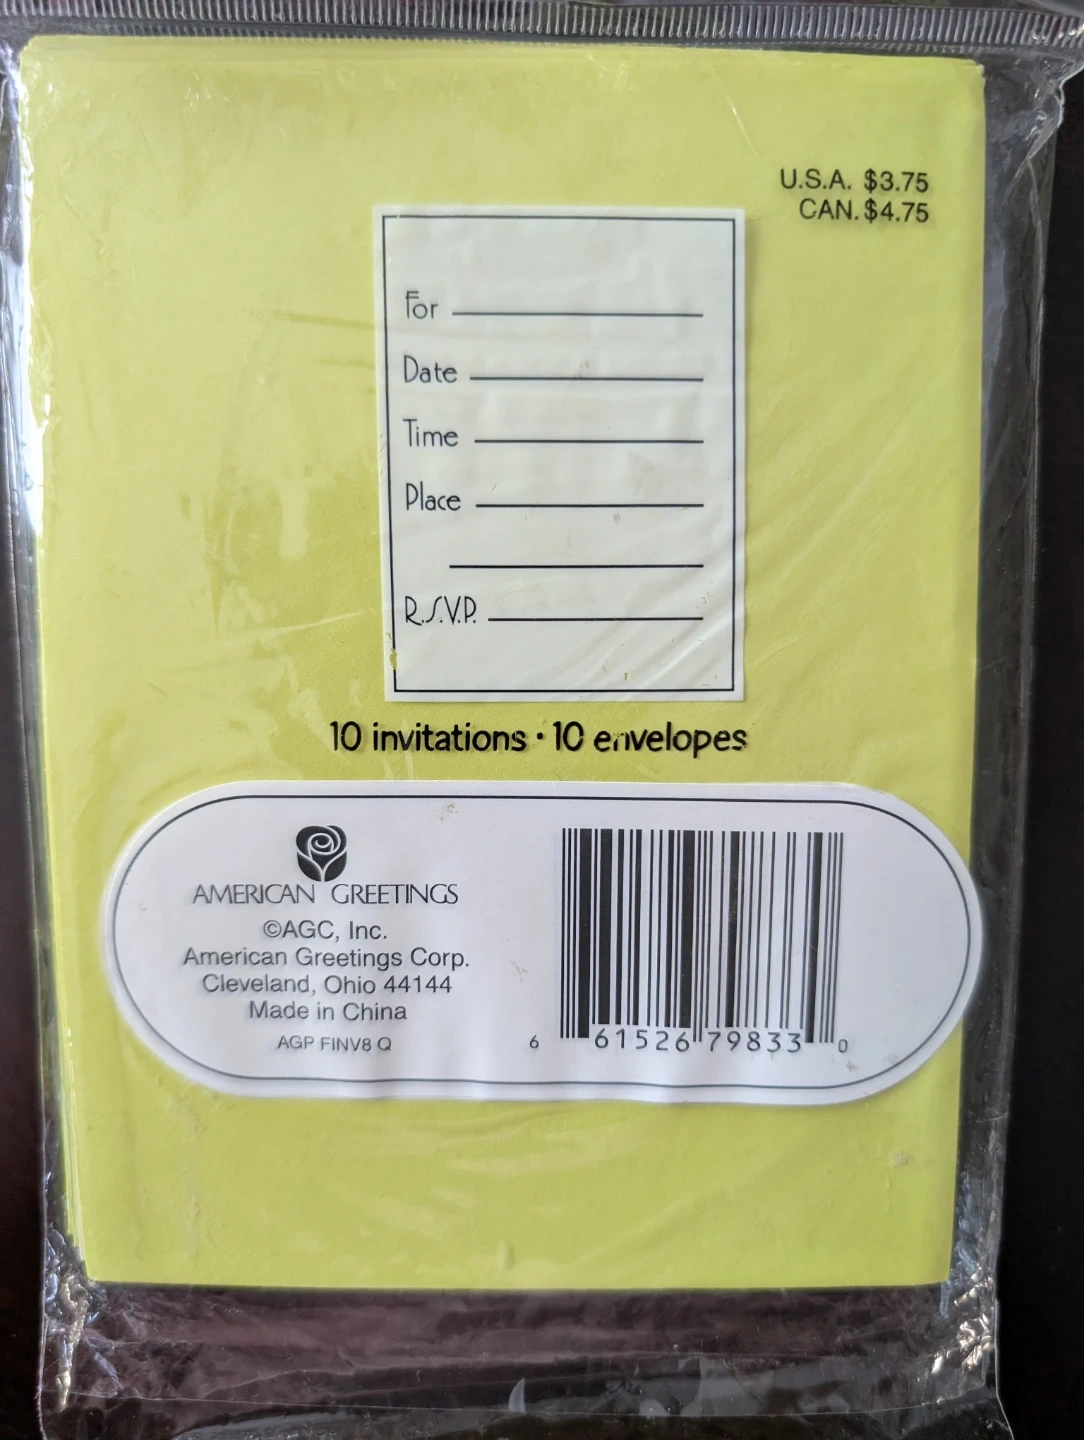 U.S.A. $3.75
CAN. $4.75
For
Date
Time
Place
R.S.V.P.
10 invitations • 10 envelopes
AMERICAN GREETINGS
©AGC, Inc.
American Greetings Corp.
Cleveland, Ohio 44144
Made in China
AGP FINV8 Q
6 61526 79833 0